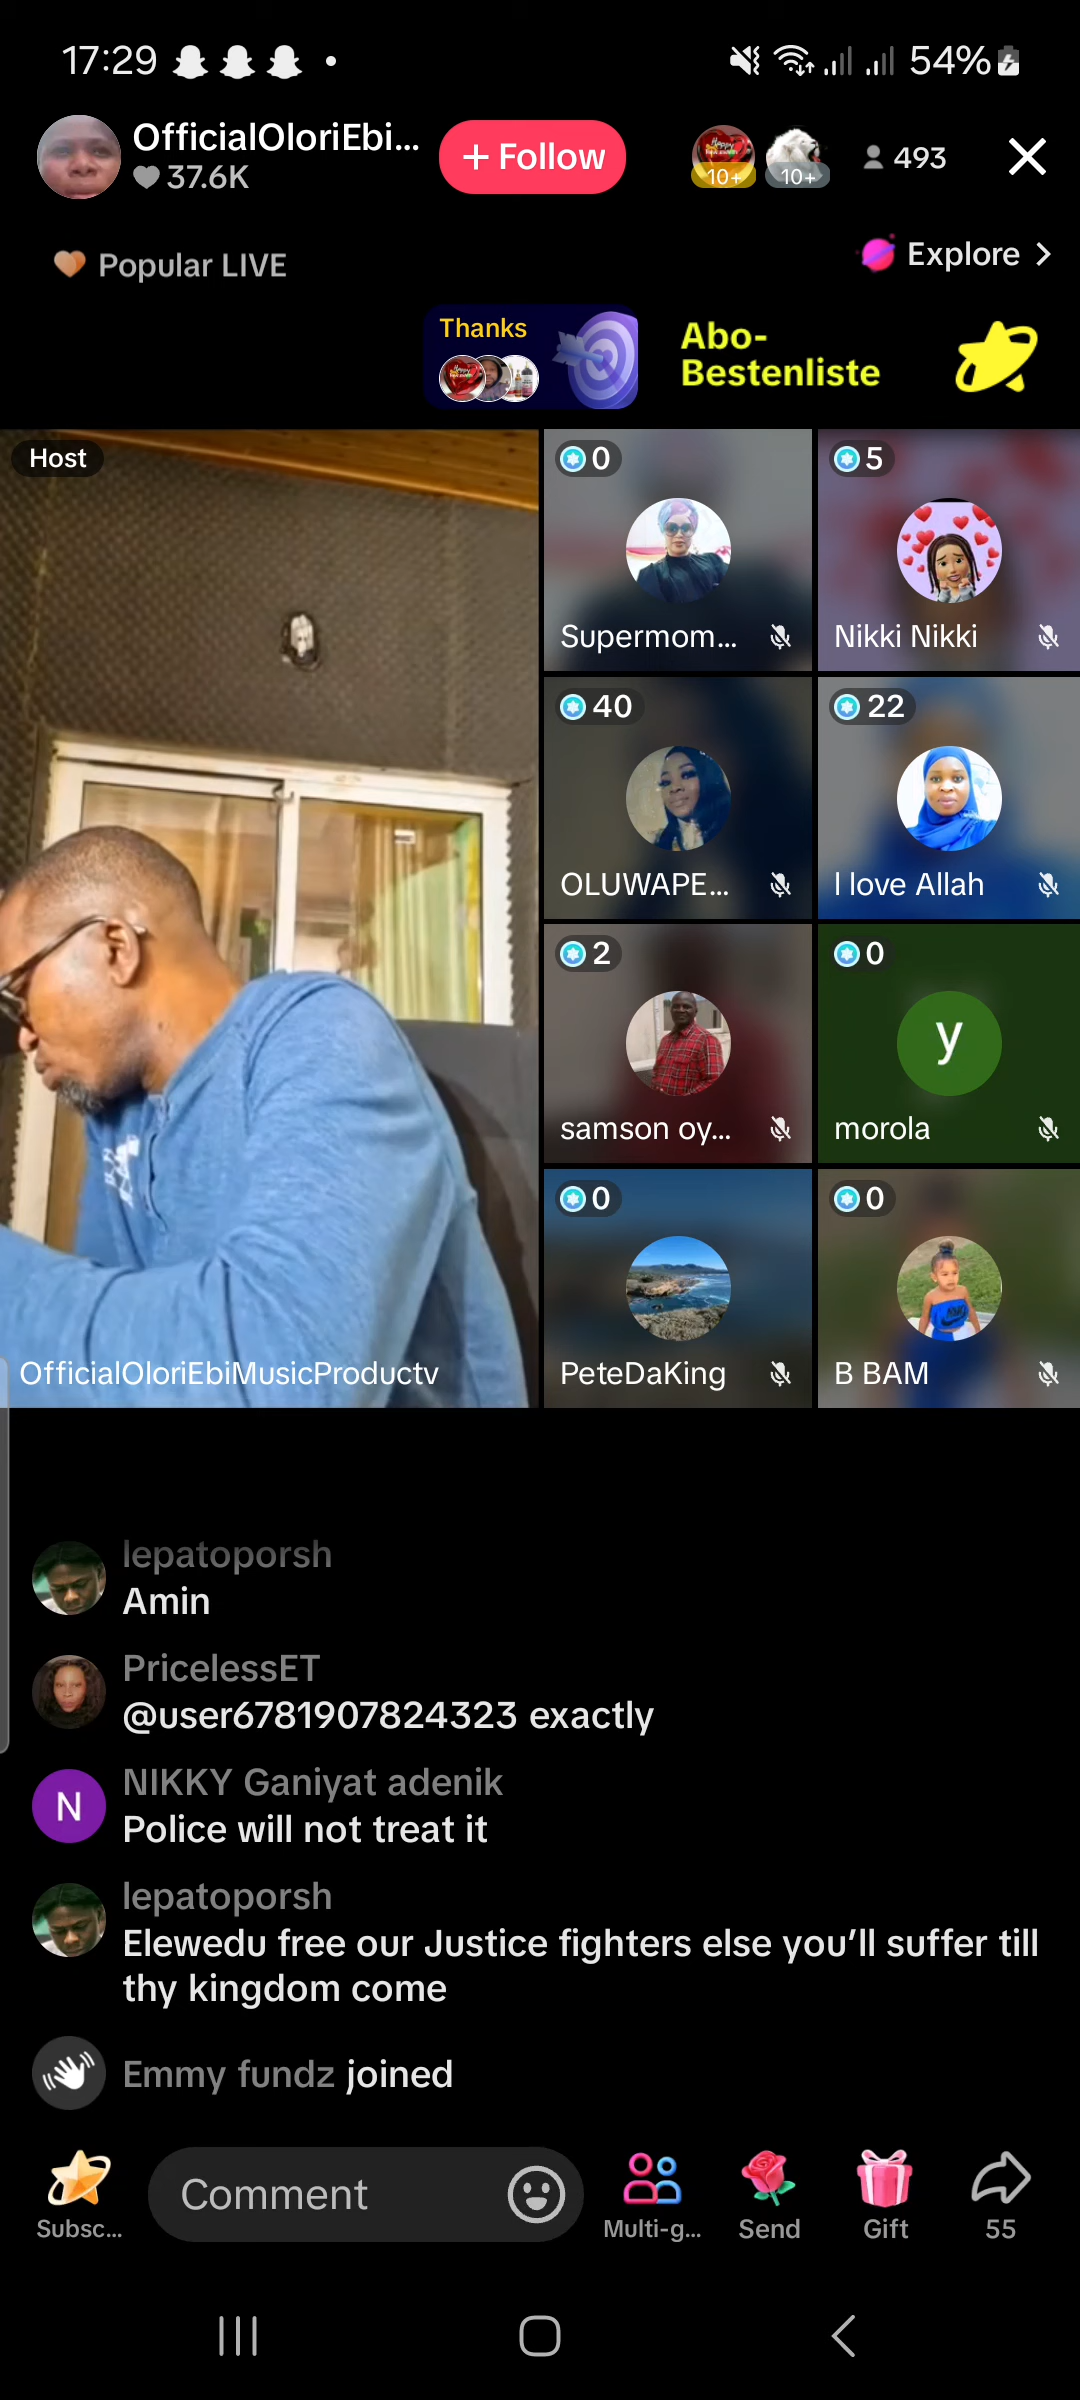 17:29
54%
OfficialOloriEbi...
37.6K
+ Follow
10+
10+
493
Popular LIVE
Explore >
Thanks
Abo-
Bestenliste
Host
0
5
Supermom...
Nikki Nikki
40
22
OLUWAPE...
I love Allah
2
0
y
samson oy...
morola
0
0
OfficialOloriEbiMusicProductv
PeteDaKing
B BAM
lepatoporsh
Amin
PricelessET
@user6781907824323 exactly
N
NIKKY Ganiyat adenik
Police will not treat it
lepatoporsh
Elewedu free our Justice fighters else you’ll suffer till
thy kingdom come
Emmy fundz joined
Comment
Subsc...
Multi-g...
Send
Gift
55